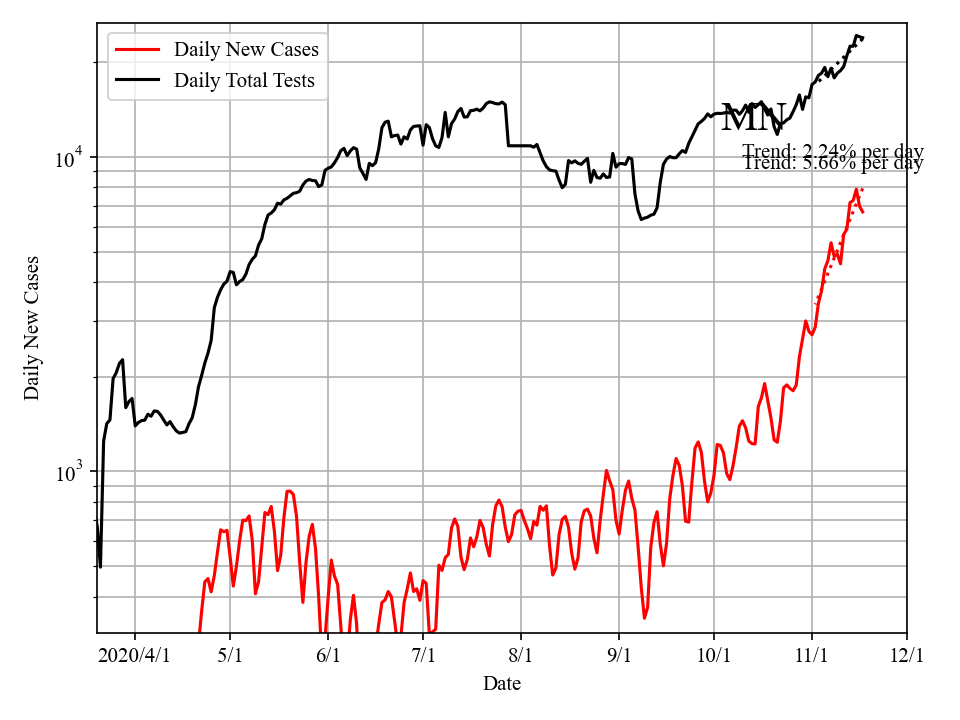 Daily New Cases
Daily Total Tests
MN
Trend: 2.24% per day
Trend: 5.66% per day
10^4
10^3
Daily New Cases
2020/4/1 5/1 6/1 7/1 8/1 9/1 10/1 11/1 12/1
Date